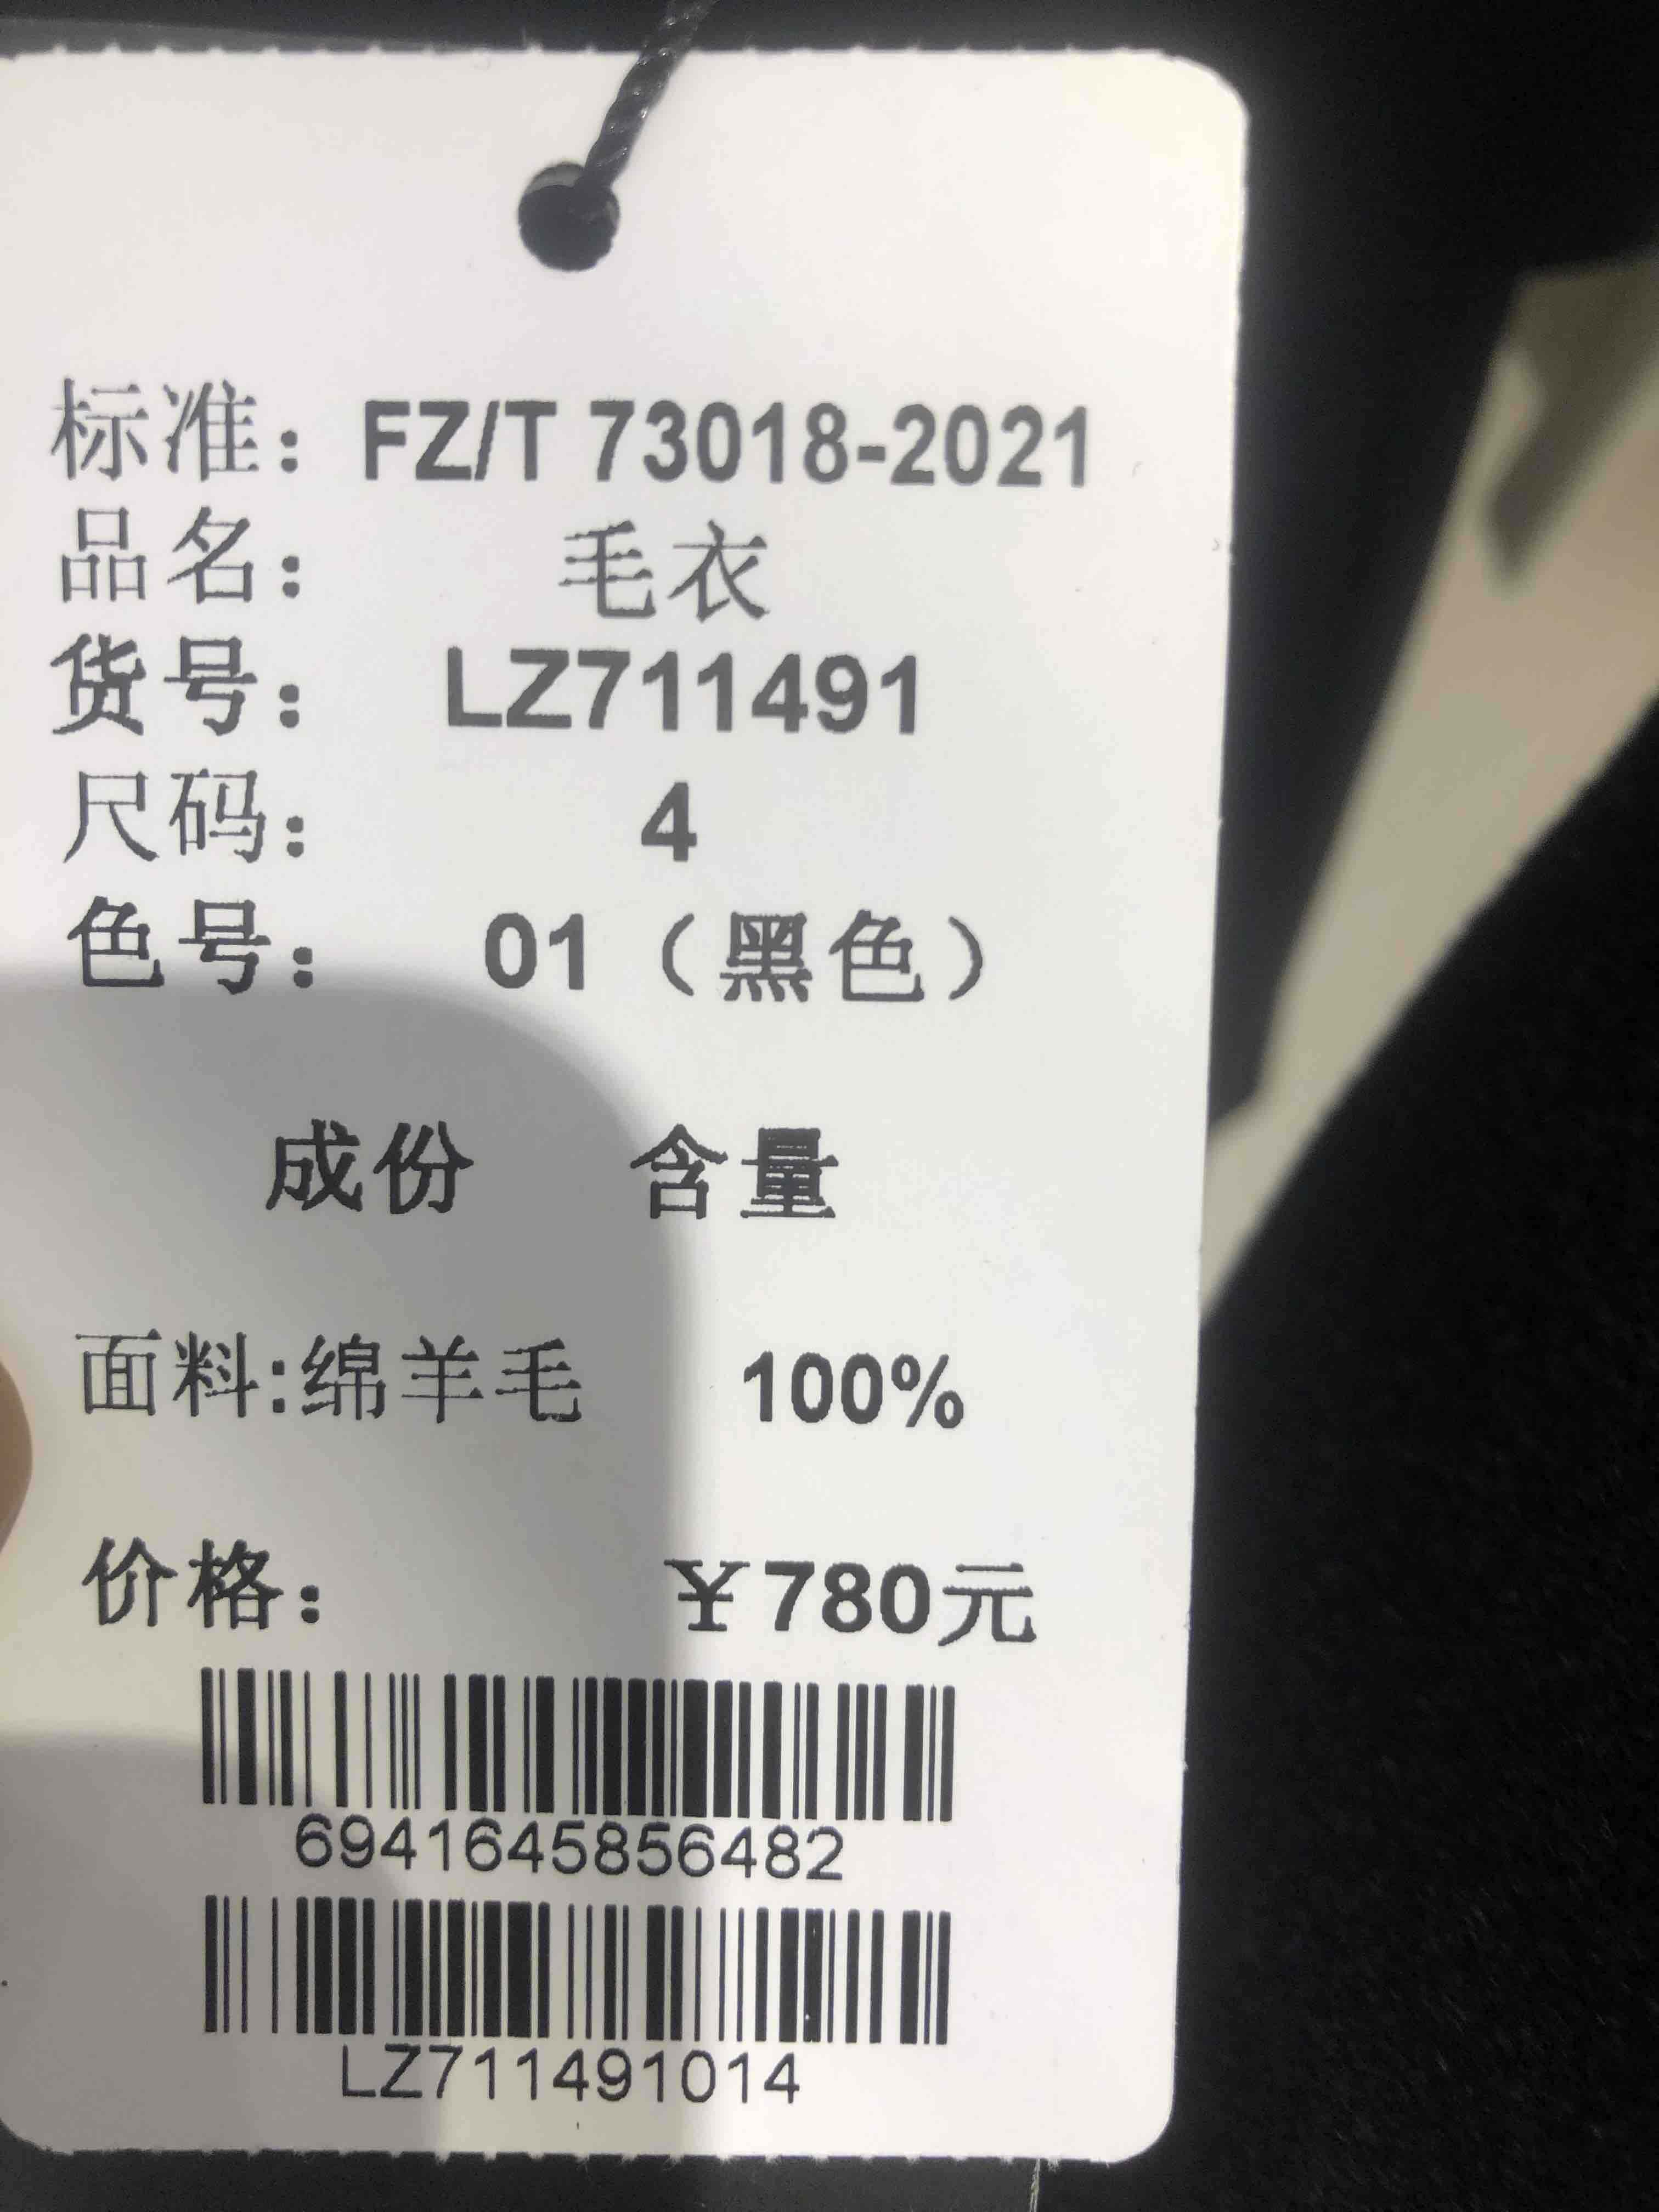 标准：FZ/T 73018-2021
品名：毛衣
货号：LZ711491
尺码：4
色号：01（黑色）
成份 含量
面料:绵羊毛 100%
价格：￥780元
6941645856482
LZ711491014